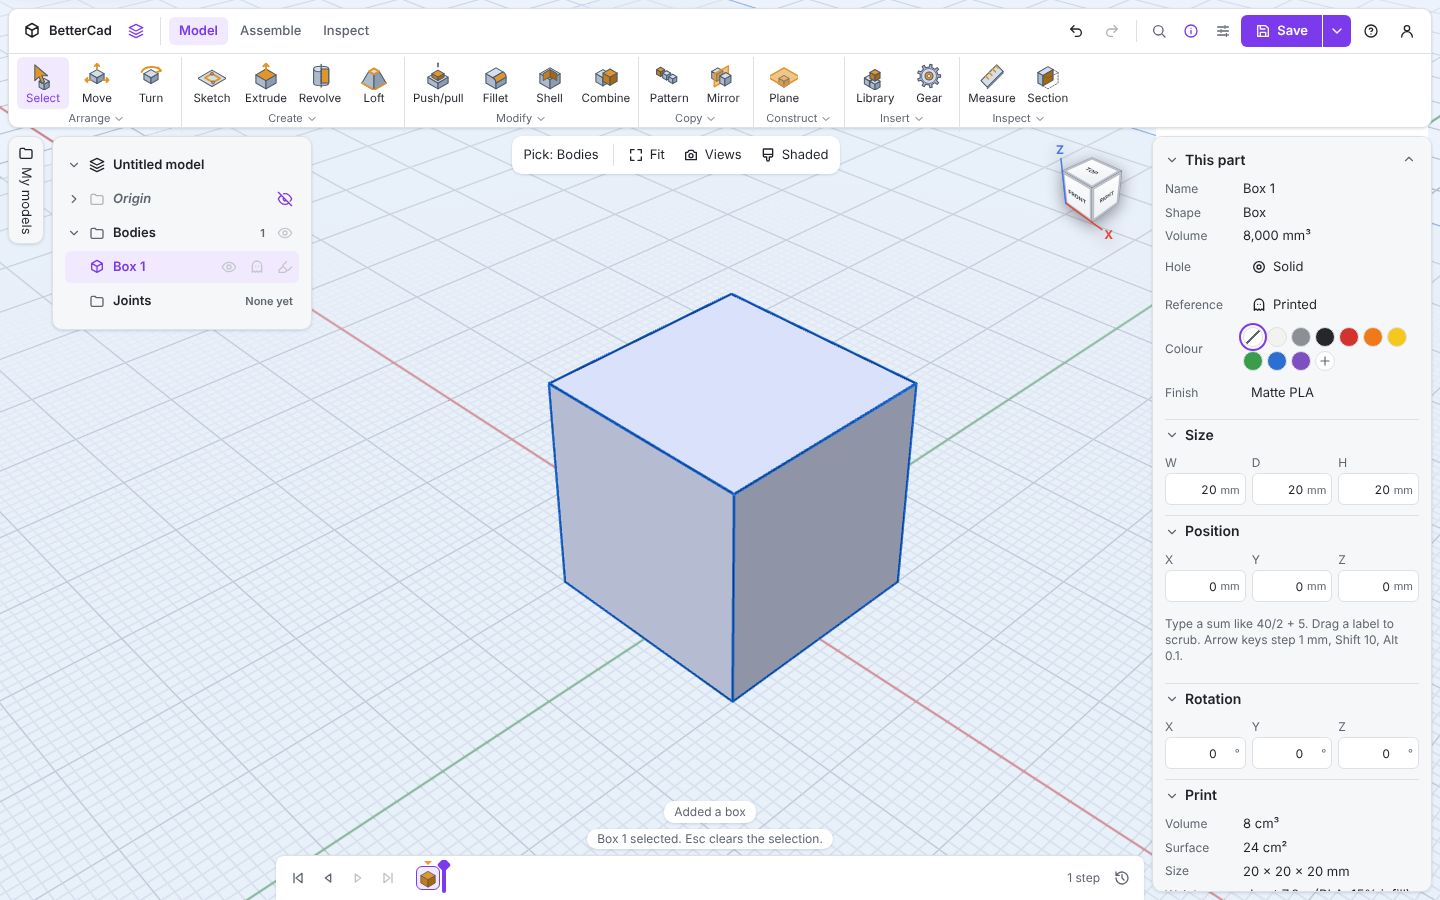 BetterCad
Model
Assemble
Inspect
Save
Select
Move
Turn
Sketch
Extrude
Revolve
Loft
Push/pull
Fillet
Shell
Combine
Pattern
Mirror
Plane
Library
Gear
Measure
Section
Arrange
Create
Modify
Copy
Construct
Insert
Inspect
My models
Untitled model
Origin
Bodies 1
Box 1
Joints None yet
Pick: Bodies
Fit
Views
Shaded
Z
TOP
FRONT
RIGHT
X
This part
Name Box 1
Shape Box
Volume 8,000 mm³
Hole Solid
Reference Printed
Colour
Finish Matte PLA
Size
W D H
20 mm 20 mm 20 mm
Position
X Y Z
0 mm 0 mm 0 mm
Type a sum like 40/2 + 5. Drag a label to
scrub. Arrow keys step 1 mm, Shift 10, Alt
0.1.
Rotation
X Y Z
0 ° 0 ° 0 °
Print
Volume 8 cm³
Surface 24 cm²
Size 20 × 20 × 20 mm
Added a box
Box 1 selected. Esc clears the selection.
1 step